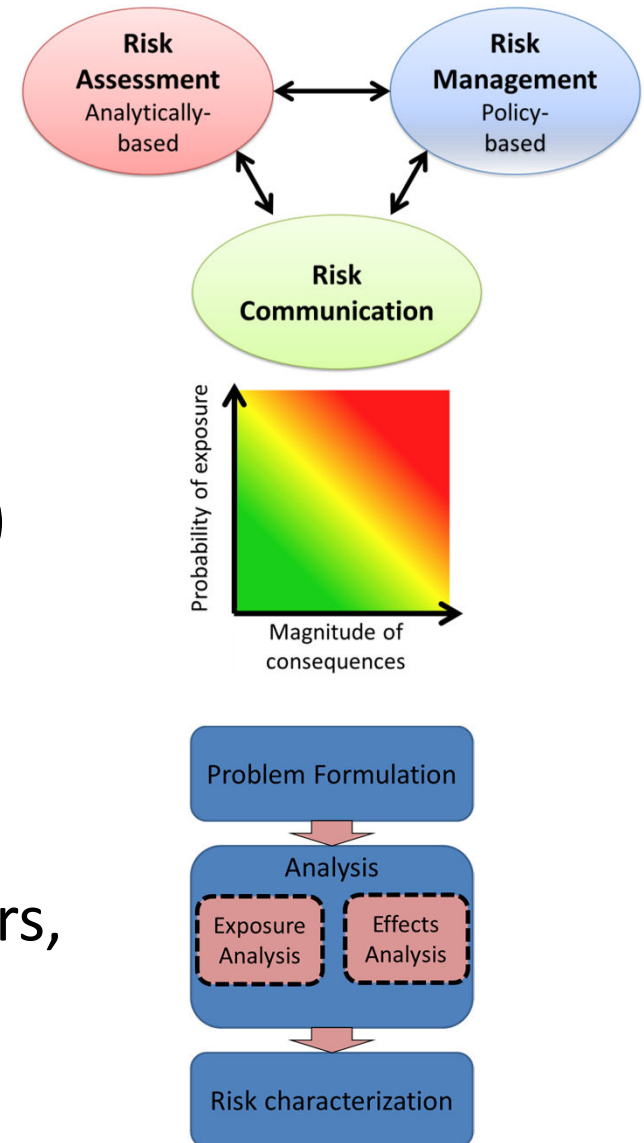 Risk
Assessment
Analytically-
based
Risk
Management
Policy-
based
Risk
Communication
Probability of exposure
)
Magnitude of
consequences
Problem Formulation
Analysis
rs,
Exposure
Analysis
Effects
Analysis
Risk characterization